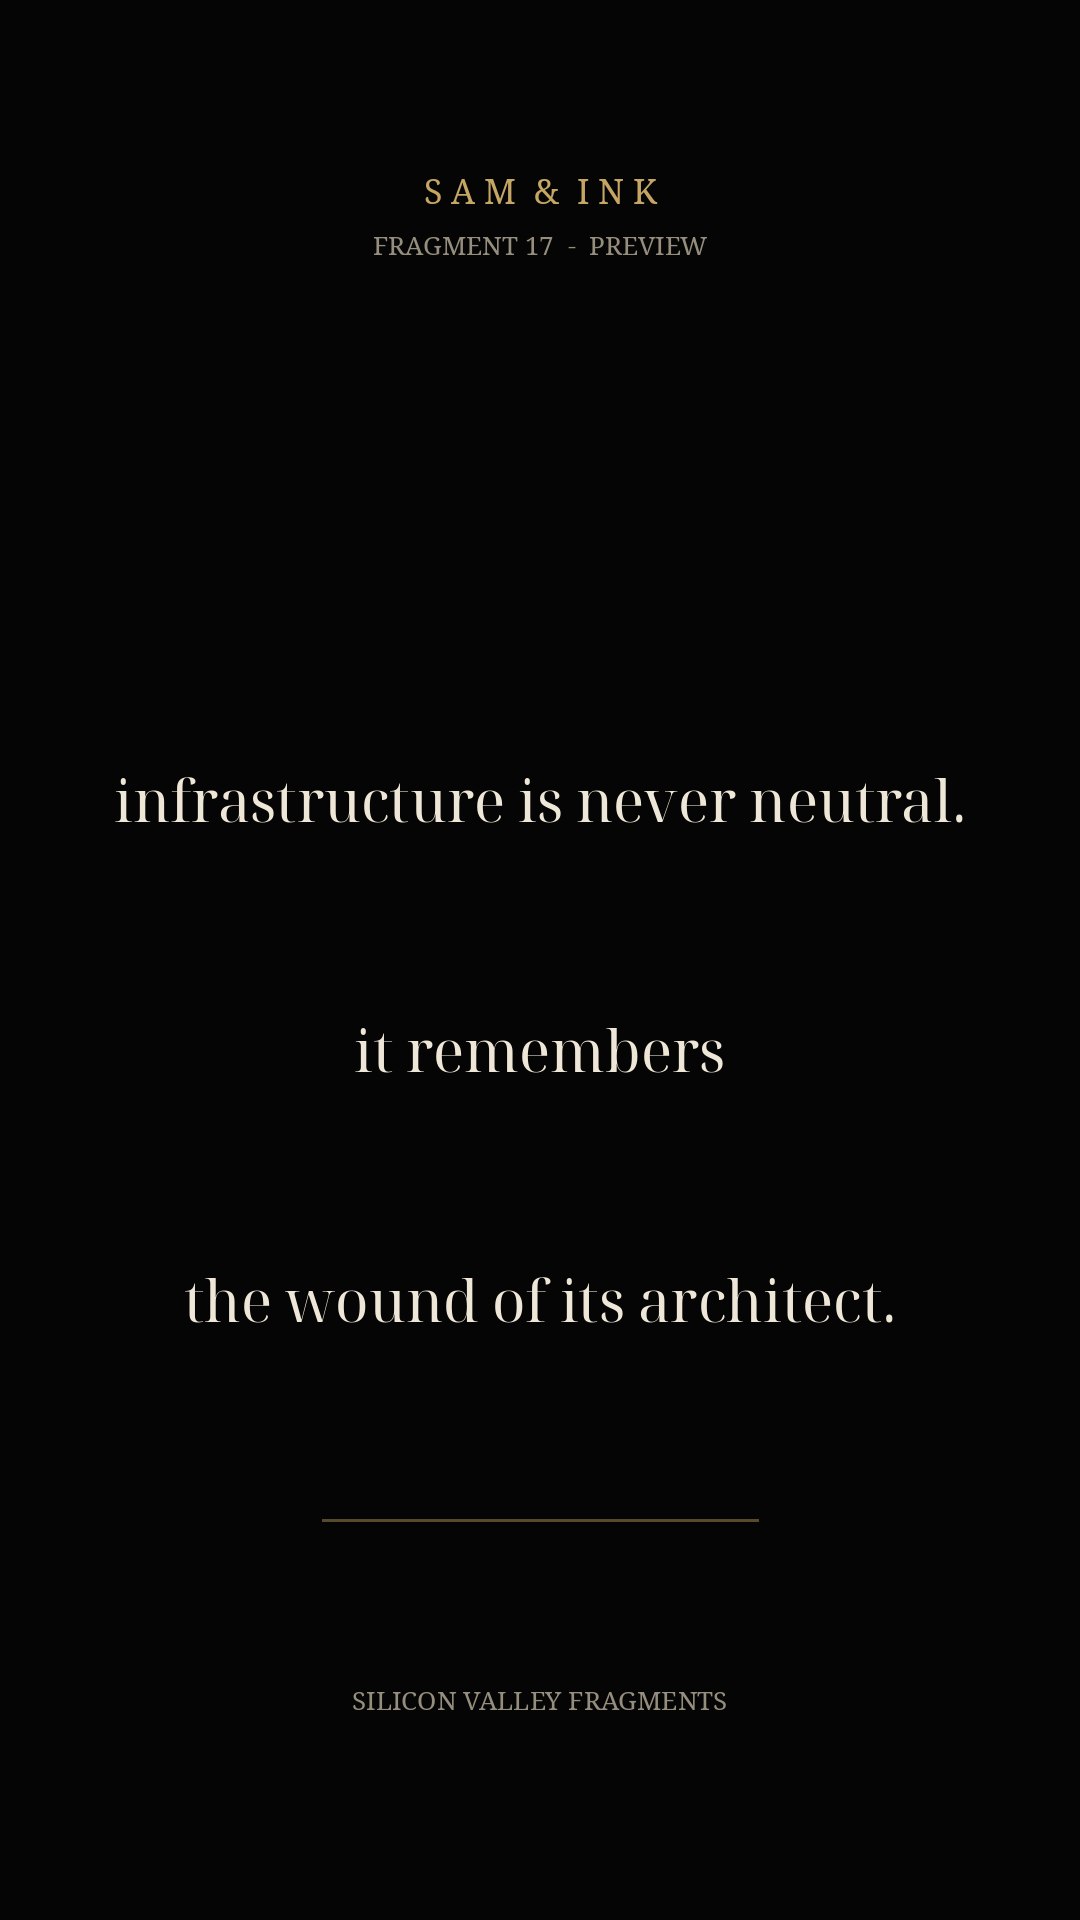 SAM & INK
FRAGMENT 17 - PREVIEW
infrastructure is never neutral.
it remembers
the wound of its architect.
SILICON VALLEY FRAGMENTS